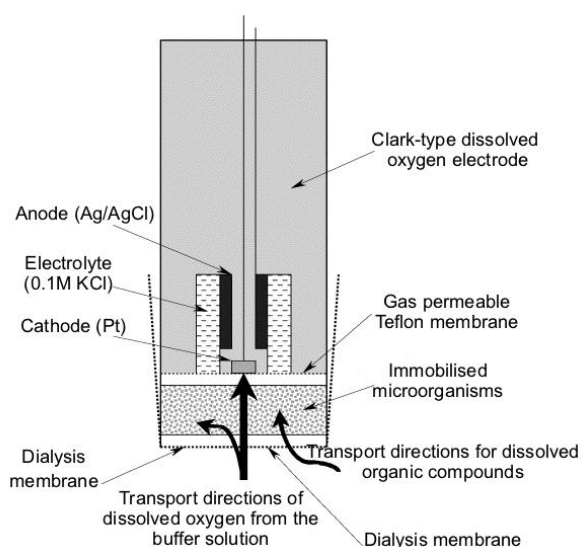 Clark-type dissolved
oxygen electrode
Anode (Ag/AgCl)
Electrolyte
(0.1M KCl)
Cathode (Pt)
Gas permeable
Teflon membrane
Immobilised
microorganisms
Dialysis
membrane
Transport directions for dissolved
organic compounds
Transport directions of
dissolved oxygen from the
buffer solution
Dialysis membrane